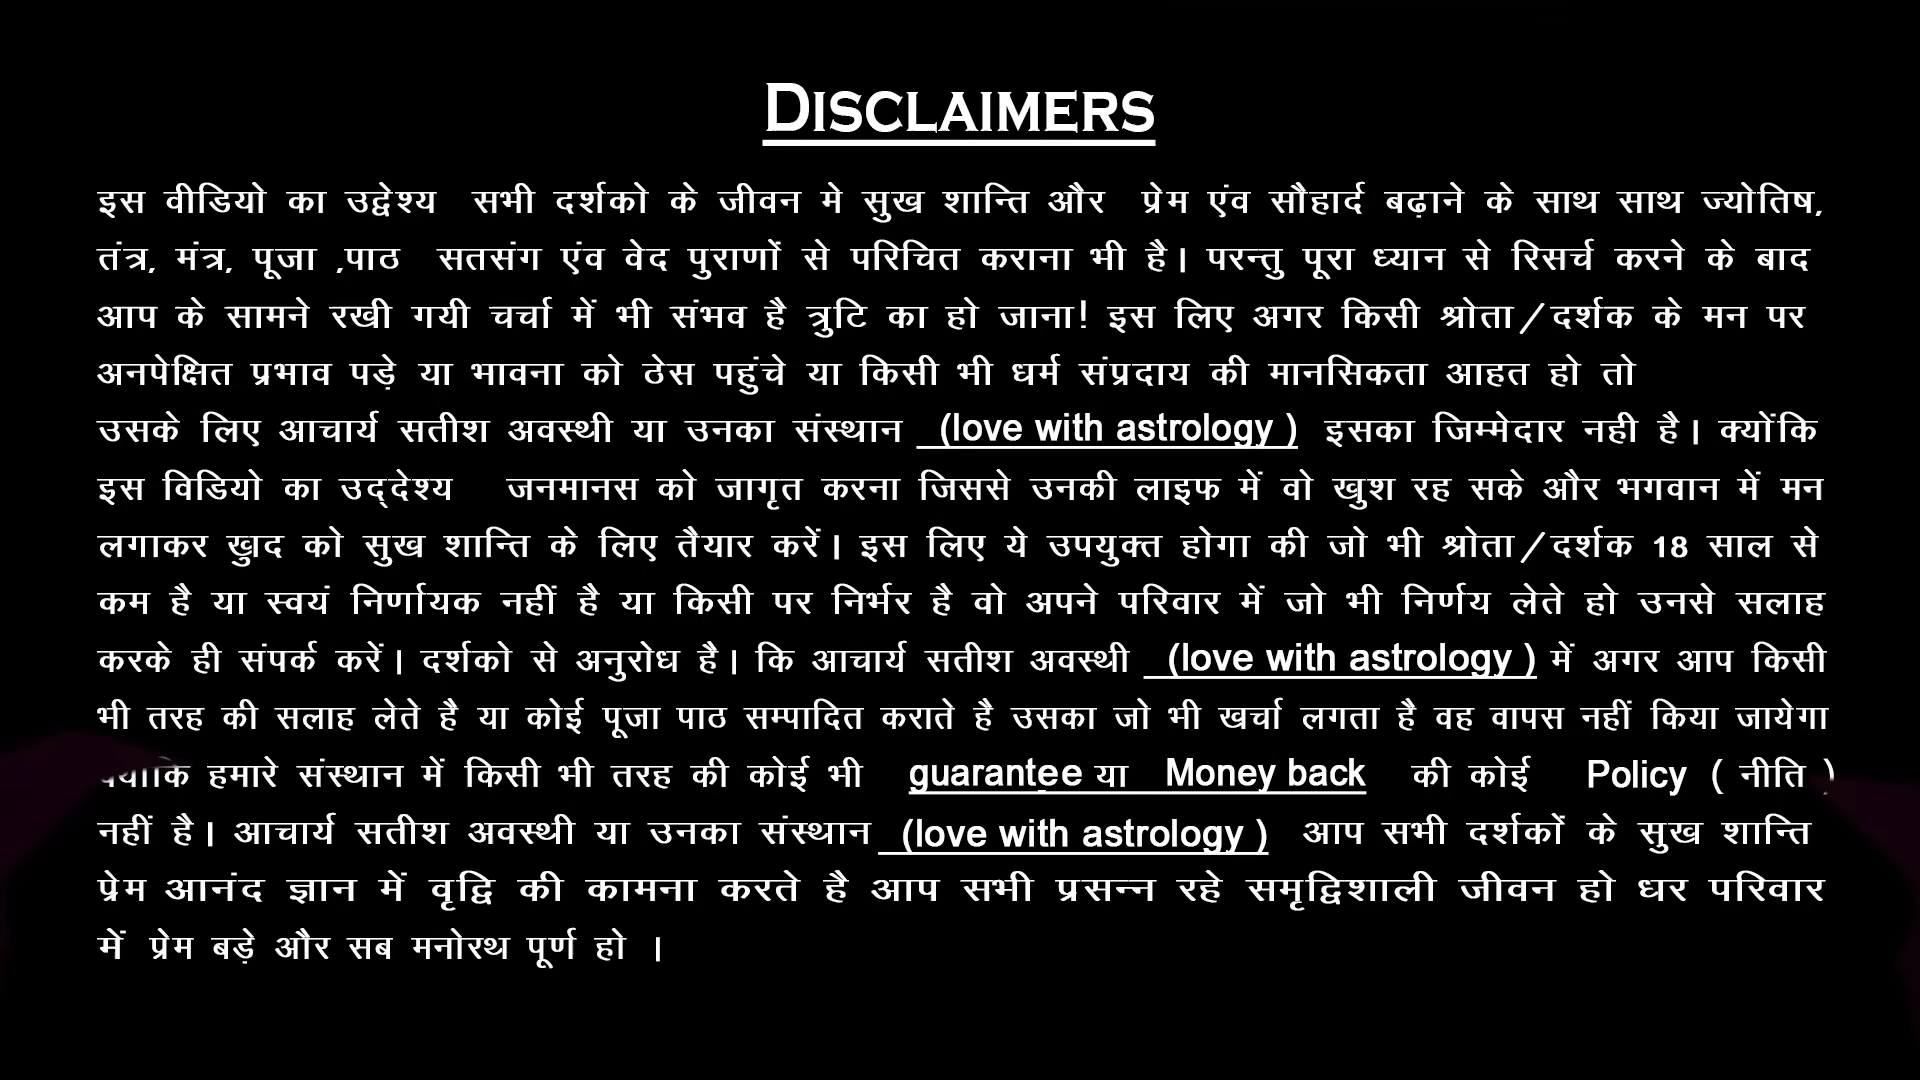 DISCLAIMERS
इस वीडियो का उद्वेश्य सभी दर्शको के जीवन मे सुख शान्ति और प्रेम एंव सौहार्द बढ़ाने के साथ साथ ज्योतिष,
तंत्र, मंत्र, पूजा ,पाठ सतसंग एंव वेद पुराणों से परिचित कराना भी है। परन्तु पूरा ध्यान से रिसर्च करने के बाद
आप के सामने रखी गयी चर्चा में भी संभव है त्रुटि का हो जाना! इस लिए अगर किसी श्रोता/दर्शक के मन पर
अनपेक्षित प्रभाव पड़े या भावना को ठेस पहुंचे या किसी भी धर्म संप्रदाय की मानसिकता आहत हो तो
उसके लिए आचार्य सतीश अवस्थी या उनका संस्थान (love with astrology ) इसका जिम्मेदार नही है। क्योंकि
इस विडियो का उद्देश्य जनमानस को जागृत करना जिससे उनकी लाइफ में वो खुश रह सके और भगवान में मन
लगाकर खुद को सुख शान्ति के लिए तैयार करें। इस लिए ये उपयुक्त होगा की जो भी श्रोता/दर्शक 18 साल से
कम है या स्वयं निर्णायक नहीं है या किसी पर निर्भर है वो अपने परिवार में जो भी निर्णय लेते हो उनसे सलाह
करके ही संपर्क करें। दर्शको से अनुरोध है। कि आचार्य सतीश अवस्थी (love with astrology ) में अगर आप किसी
भी तरह की सलाह लेते है या कोई पूजा पाठ सम्पादित कराते है उसका जो भी खर्चा लगता है वह वापस नहीं किया जायेगा
क्योंकि हमारे संस्थान में किसी भी तरह की कोई भी guarantee या Money back की कोई Policy ( नीति )
नहीं है। आचार्य सतीश अवस्थी या उनका संस्थान (love with astrology ) आप सभी दर्शकों के सुख शान्ति
प्रेम आनंद ज्ञान में वृद्वि की कामना करते है आप सभी प्रसन्न रहे समृद्विशाली जीवन हो धर परिवार
में प्रेम बड़े और सब मनोरथ पूर्ण हो ।